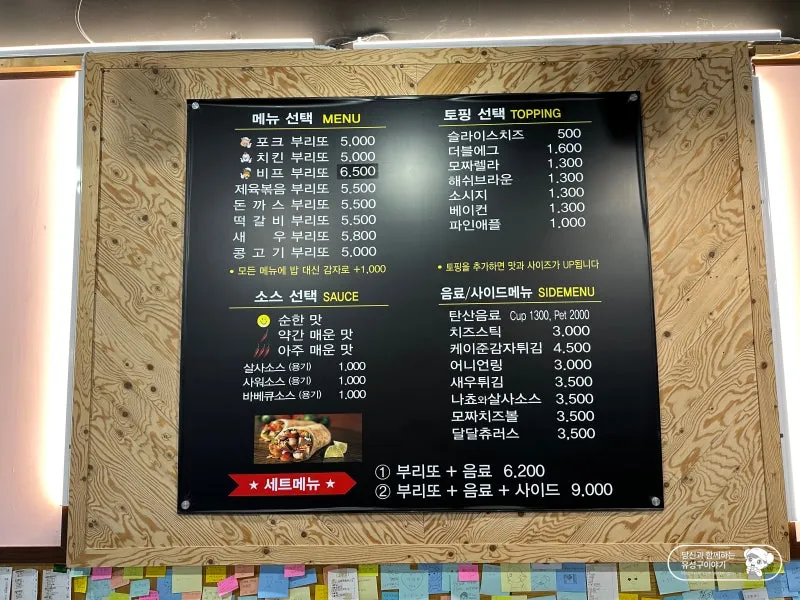 메뉴 선택 MENU
포크 부리또 5,000
치킨 부리또 5,000
비프 부리또 6,500
제육볶음 부리또 5,500
돈 까 스 부리또 5,500
떡 갈 비 부리또 5,500
새 우 부리또 5,800
콩 고 기 부리또 5,000
• 모든 메뉴에 밥 대신 감자로 +1,000
소스 선택 SAUCE
순한 맛
약간 매운 맛
아주 매운 맛
살사소스 (용기) 1,000
사워소스 (용기) 1,000
바베큐소스 (용기) 1,000
토핑 선택 TOPPING
슬라이스치즈 500
더블에그 1,600
모짜렐라 1,300
해쉬브라운 1,300
소시지 1,300
베이컨 1,300
파인애플 1,000
• 토핑을 추가하면 맛과 사이즈가 UP됩니다
음료/사이드메뉴 SIDEMENU
탄산음료 Cup 1300, Pet 2000
치즈스틱 3,000
케이준감자튀김 4,500
어니언링 3,000
새우튀김 3,500
나쵸와살사소스 3,500
모짜치즈볼 3,500
달달츄러스 3,500
★ 세트메뉴 ★
① 부리또 + 음료 6,200
② 부리또 + 음료 + 사이드 9,000
당신과 함께하는
유성구이야기